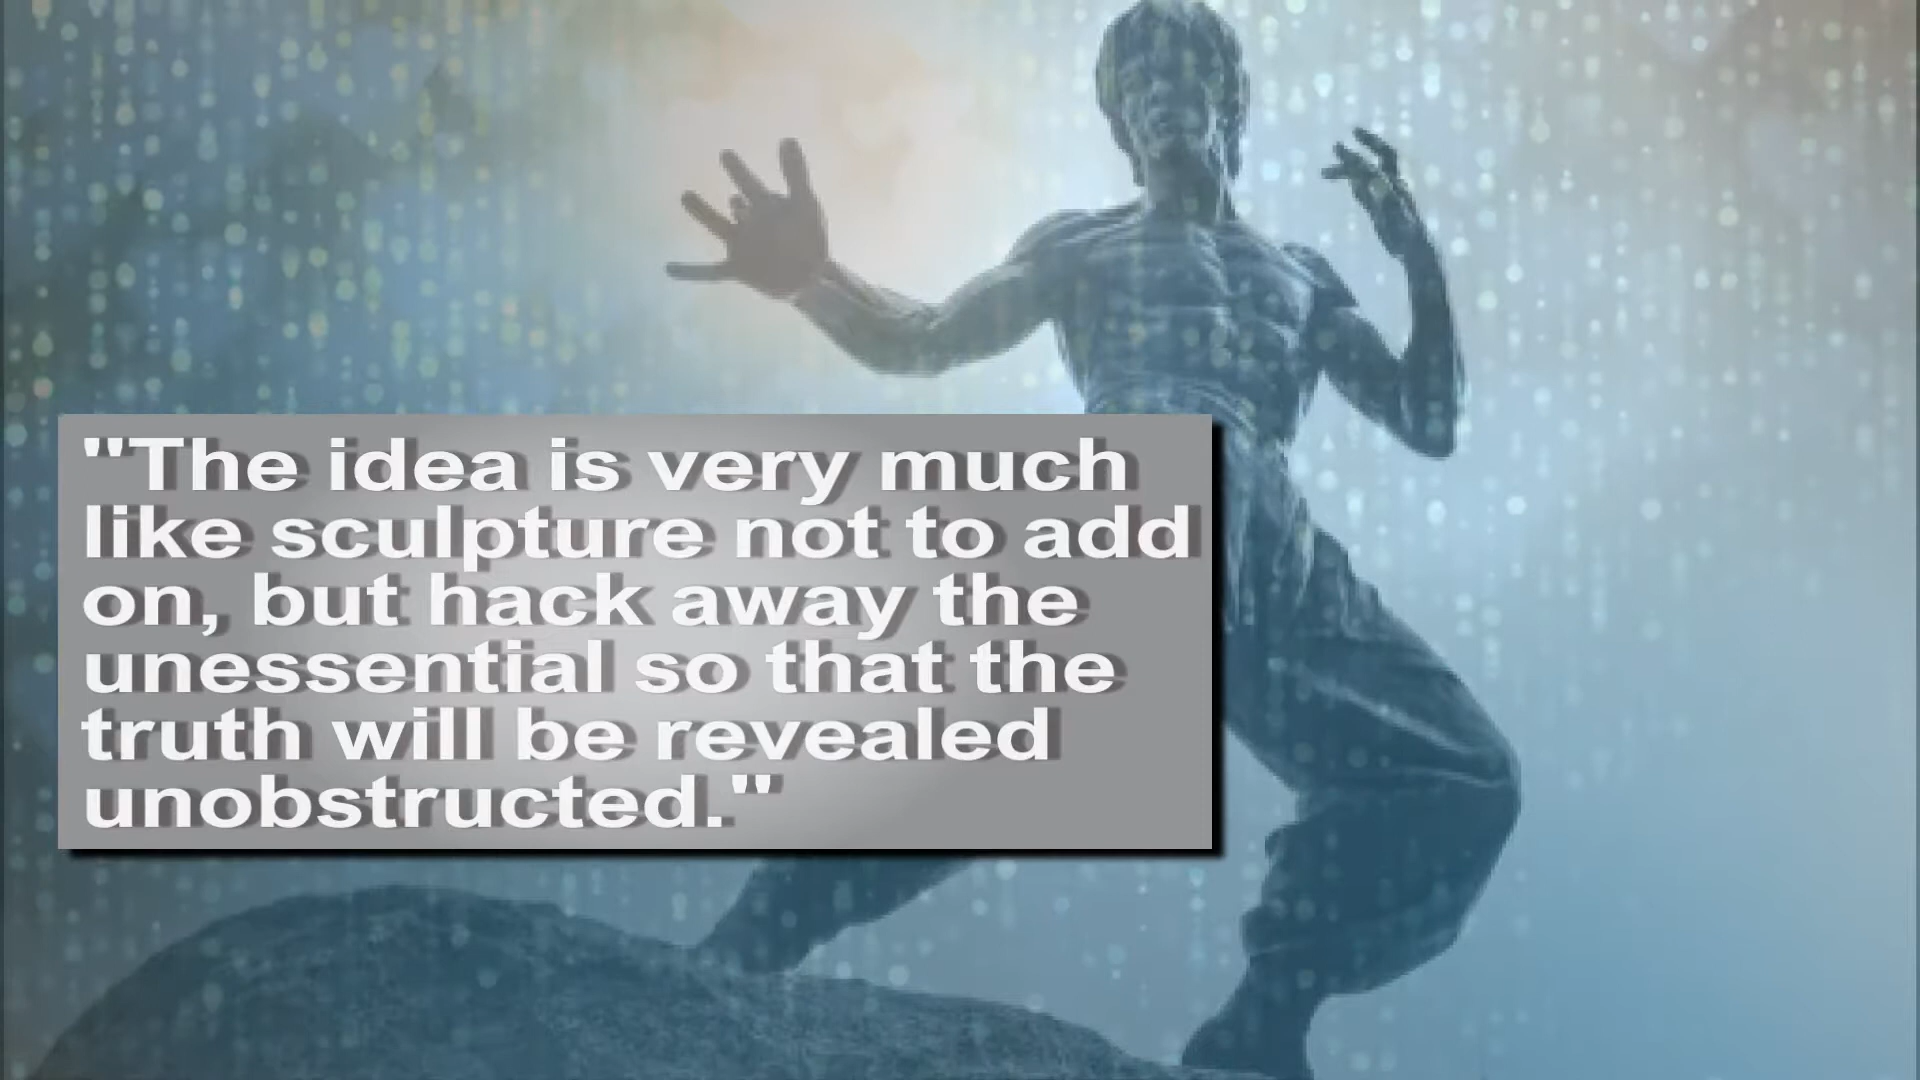 "The idea is very much
like sculpture not to add
on, but hack away the
unessential so that the
truth will be revealed
unobstructed."